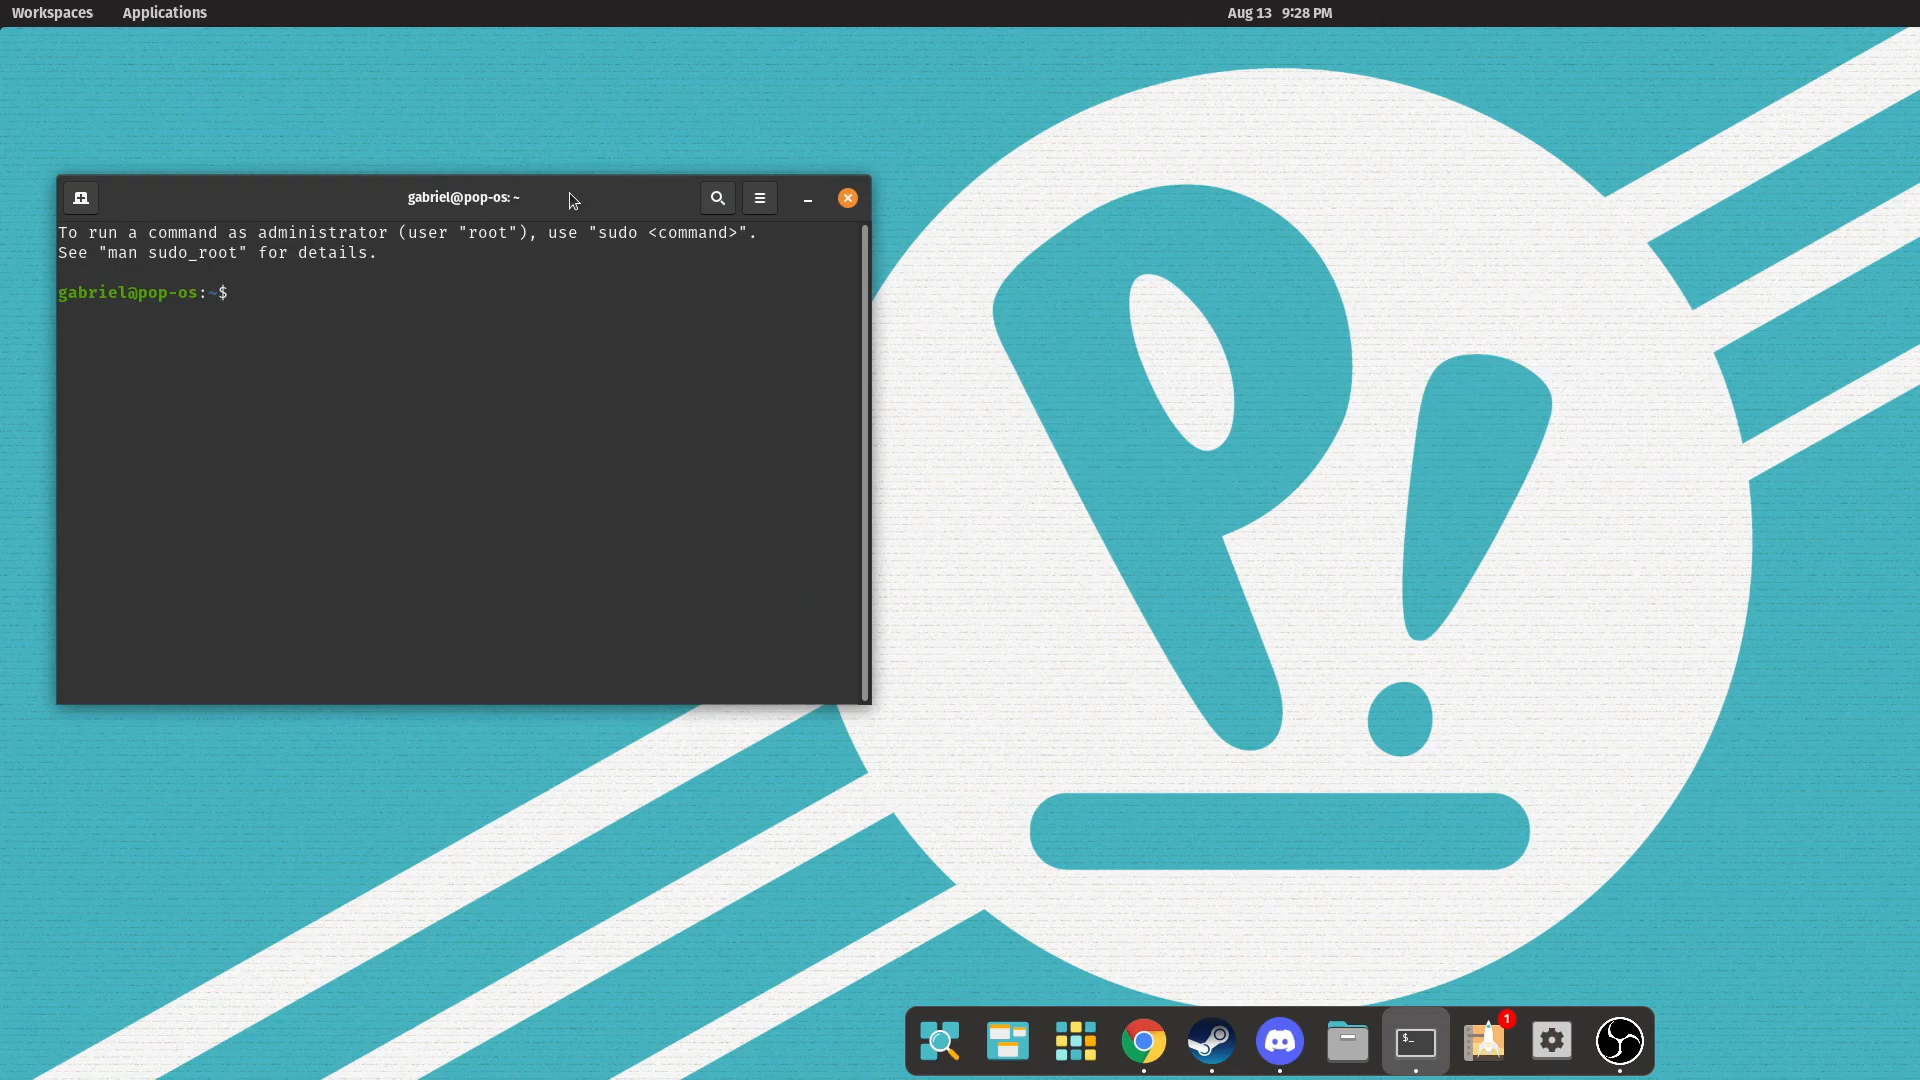 Workspaces Applications Aug 13 9:28 PM
gabriel@pop-os: ~
To run a command as administrator (user "root"), use "sudo <command>".
See "man sudo_root" for details.
gabriel@pop-os:~$
P!
$_
1